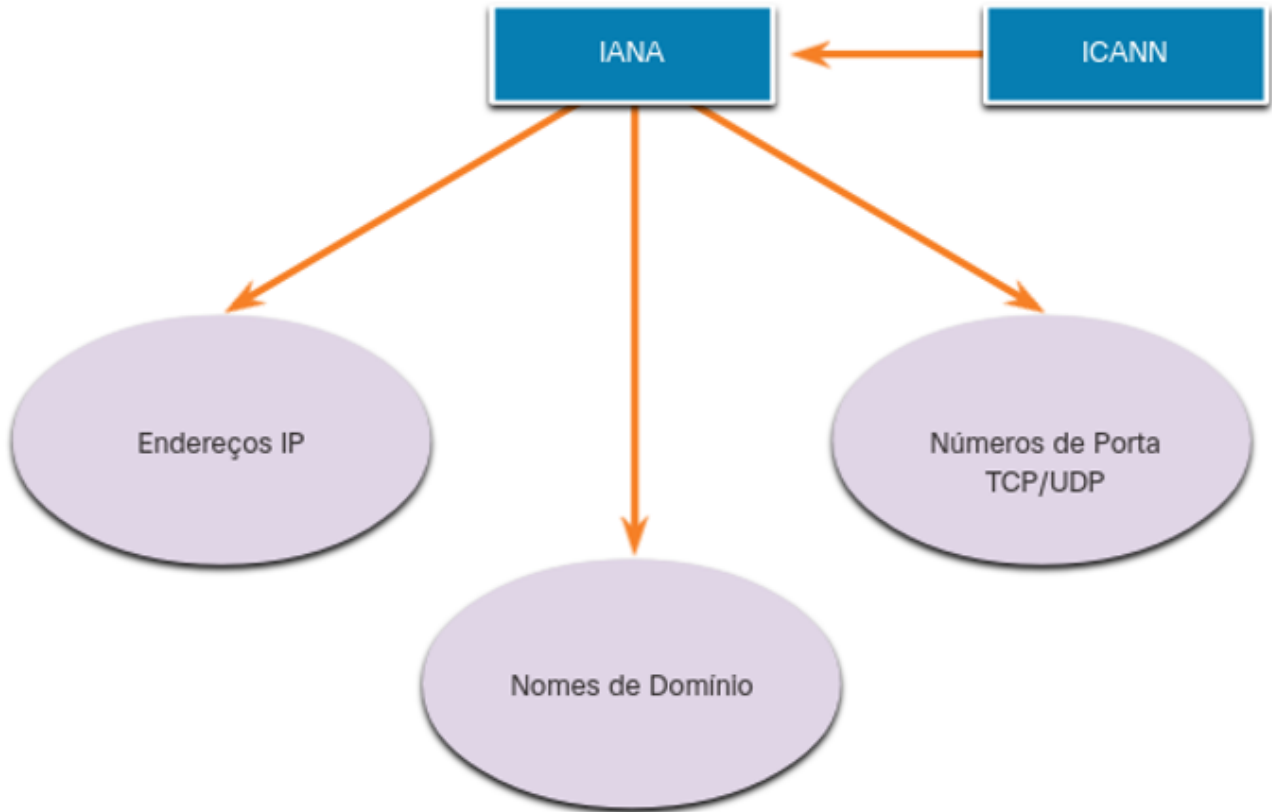 IANA
ICANN
Endereços IP
Números de Porta
TCP/UDP
Nomes de Domínio